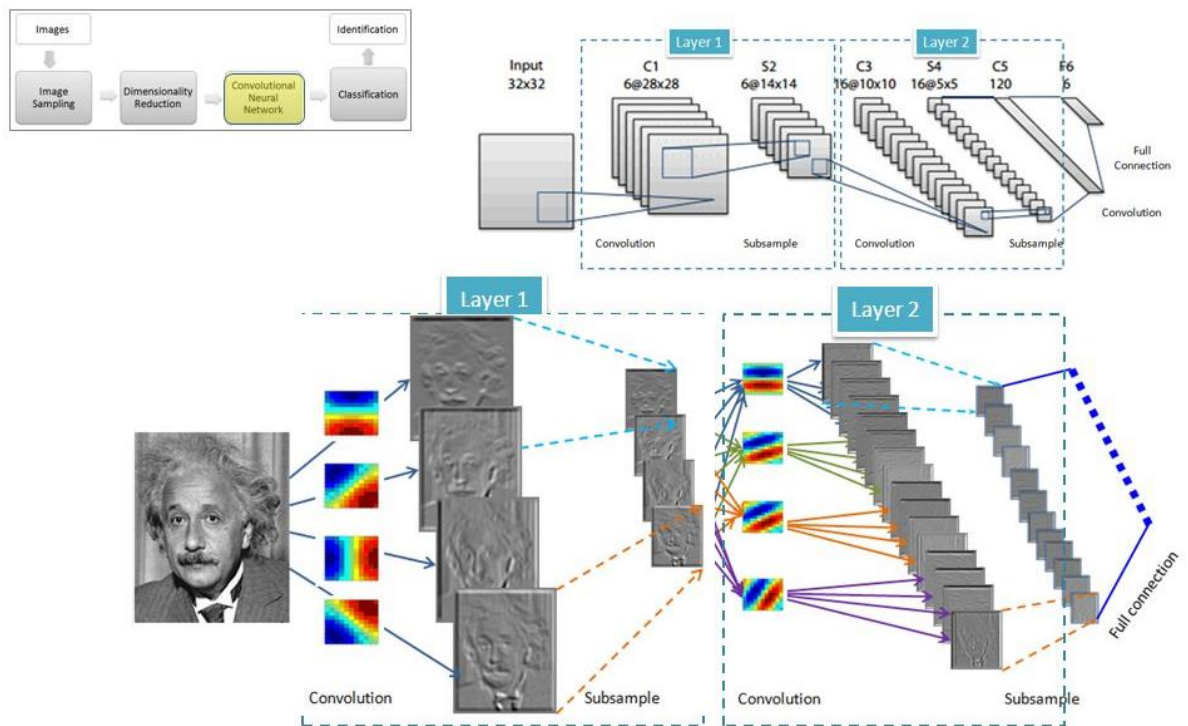 Images
Identification
Image
Sampling
Dimensionality
Reduction
Convolutional
Neural
Network
Classification
Layer 1
Layer 2
Input
32x32
C1
6@28x28
S2
6@14x14
C3
16@10x10
S4
16@5x5
C5
120
F6
6
Full
Connection
Convolution
Convolution
Subsample
Convolution
Subsample
Layer 1
Layer 2
Full connection
Convolution
Subsample
Convolution
Subsample